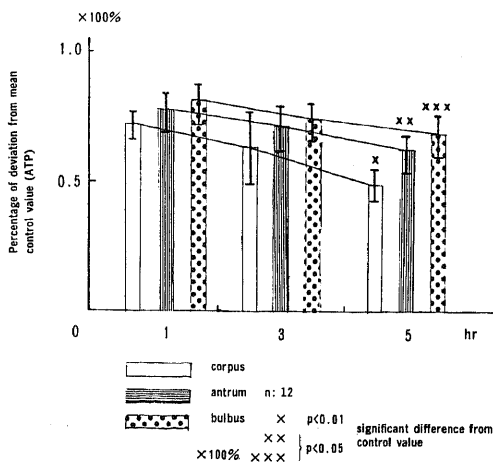 ×100%
1.0
0.5
0
Percentage of deviation from mean
control value (ATP)
×
××
×××
1 3 5 hr
corpus
antrum n: 12
bulbus × p<0.01
×× p<0.05
×100% ×××
significant difference from
control value